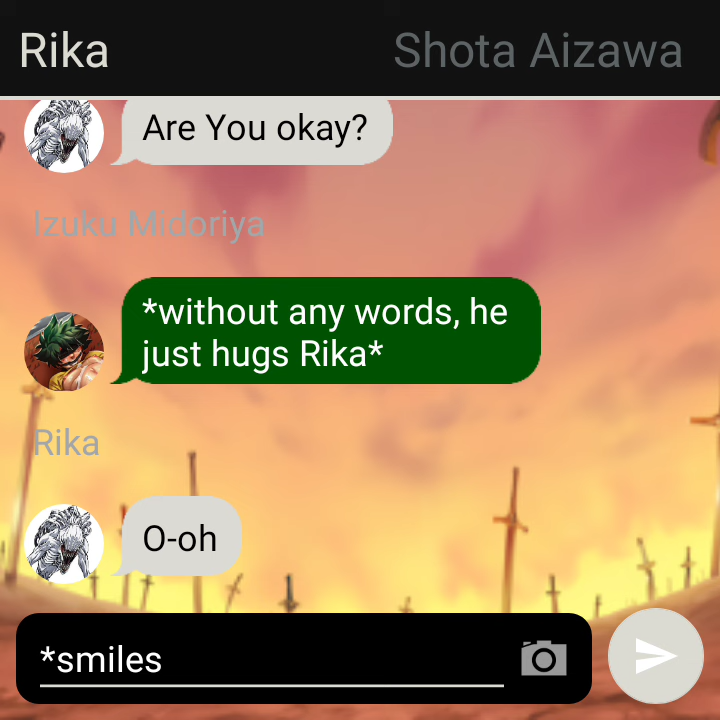 Rika
Shota Aizawa
Are You okay?
Izuku Midoriya
*without any words, he
just hugs Rika*
Rika
O-oh
*smiles